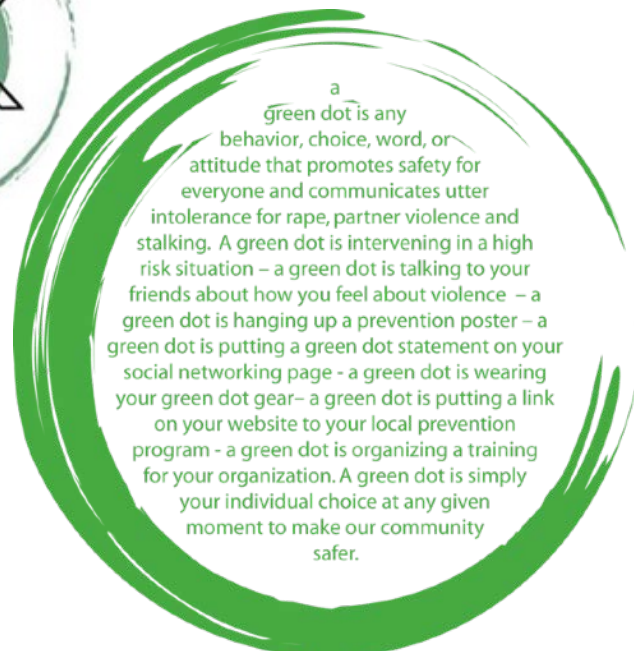 a
green dot is any
behavior, choice, word, or
attitude that promotes safety for
everyone and communicates utter
intolerance for rape, partner violence and
stalking.  A green dot is intervening in a high
risk situation – a green dot is talking to your
friends about how you feel about violence  – a
green dot is hanging up a prevention poster – a
green dot is putting a green dot statement on your
social networking page - a green dot is wearing
your green dot gear– a green dot is putting a link
on your website to your local prevention
program - a green dot is organizing a training
for your organization. A green dot is simply
your individual choice at any given
moment to make our community
safer.